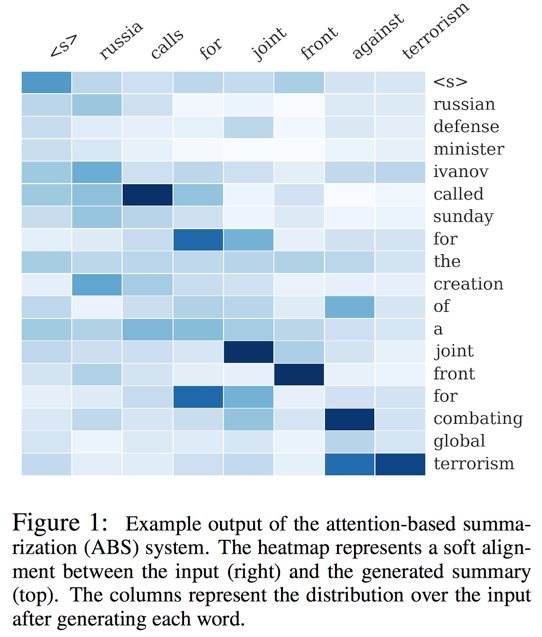 <s> russia calls for joint front against terrorism
<s>
russian
defense
minister
ivanov
called
sunday
for
the
creation
of
a
joint
front
for
combating
global
terrorism
Figure 1: Example output of the attention-based summa-
rization (ABS) system. The heatmap represents a soft align-
ment between the input (right) and the generated summary
(top). The columns represent the distribution over the input
after generating each word.